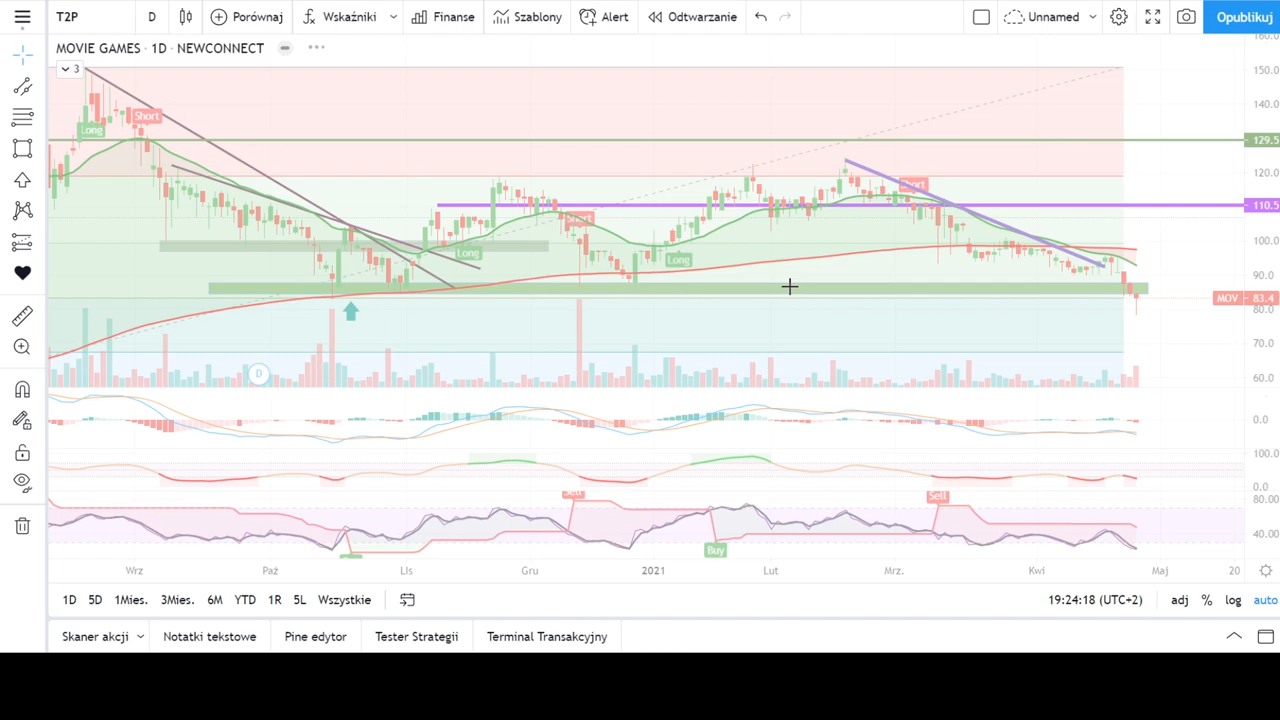 T2P D Porównaj Wskaźniki Finanse Szablony Alert Odtwarzanie Unnamed Opublikuj
MOVIE GAMES · 1D · NEWCONNECT
3
160.0
150.0
140.0
129.5
120.0
110.5
100.0
90.0
MOV 83.4
80.0
70.0
60.0
Long
Short
Long
Long
D
0.0
100.0
0.0
80.00
40.00
Sell
Buy
Sell
Wrz Paź Lis Gru 2021 Lut Mrz. Kwi Maj 20
1D 5D 1Mies. 3Mies. 6M YTD 1R 5L Wszystkie 19:24:18 (UTC+2) adj % log auto
Skaner akcji Notatki tekstowe Pine edytor Tester Strategii Terminal Transakcyjny